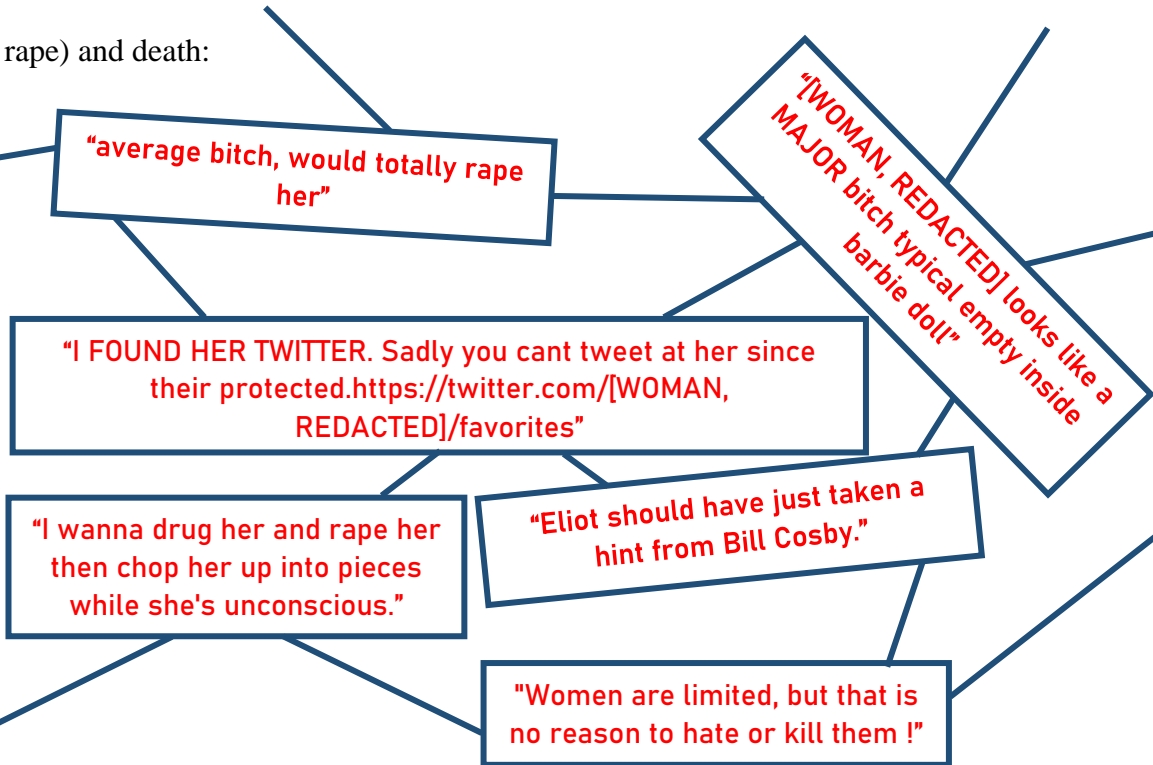 rape) and death:
“average bitch, would totally rape
her”
“[WOMAN, REDACTED] looks like a
MAJOR bitch typical empty inside
barbie doll”
“I FOUND HER TWITTER. Sadly you cant tweet at her since
their protected.https://twitter.com/[WOMAN,
REDACTED]/favorites”
“I wanna drug her and rape her
then chop her up into pieces
while she's unconscious.”
“Eliot should have just taken a
hint from Bill Cosby.”
"Women are limited, but that is
no reason to hate or kill them !”